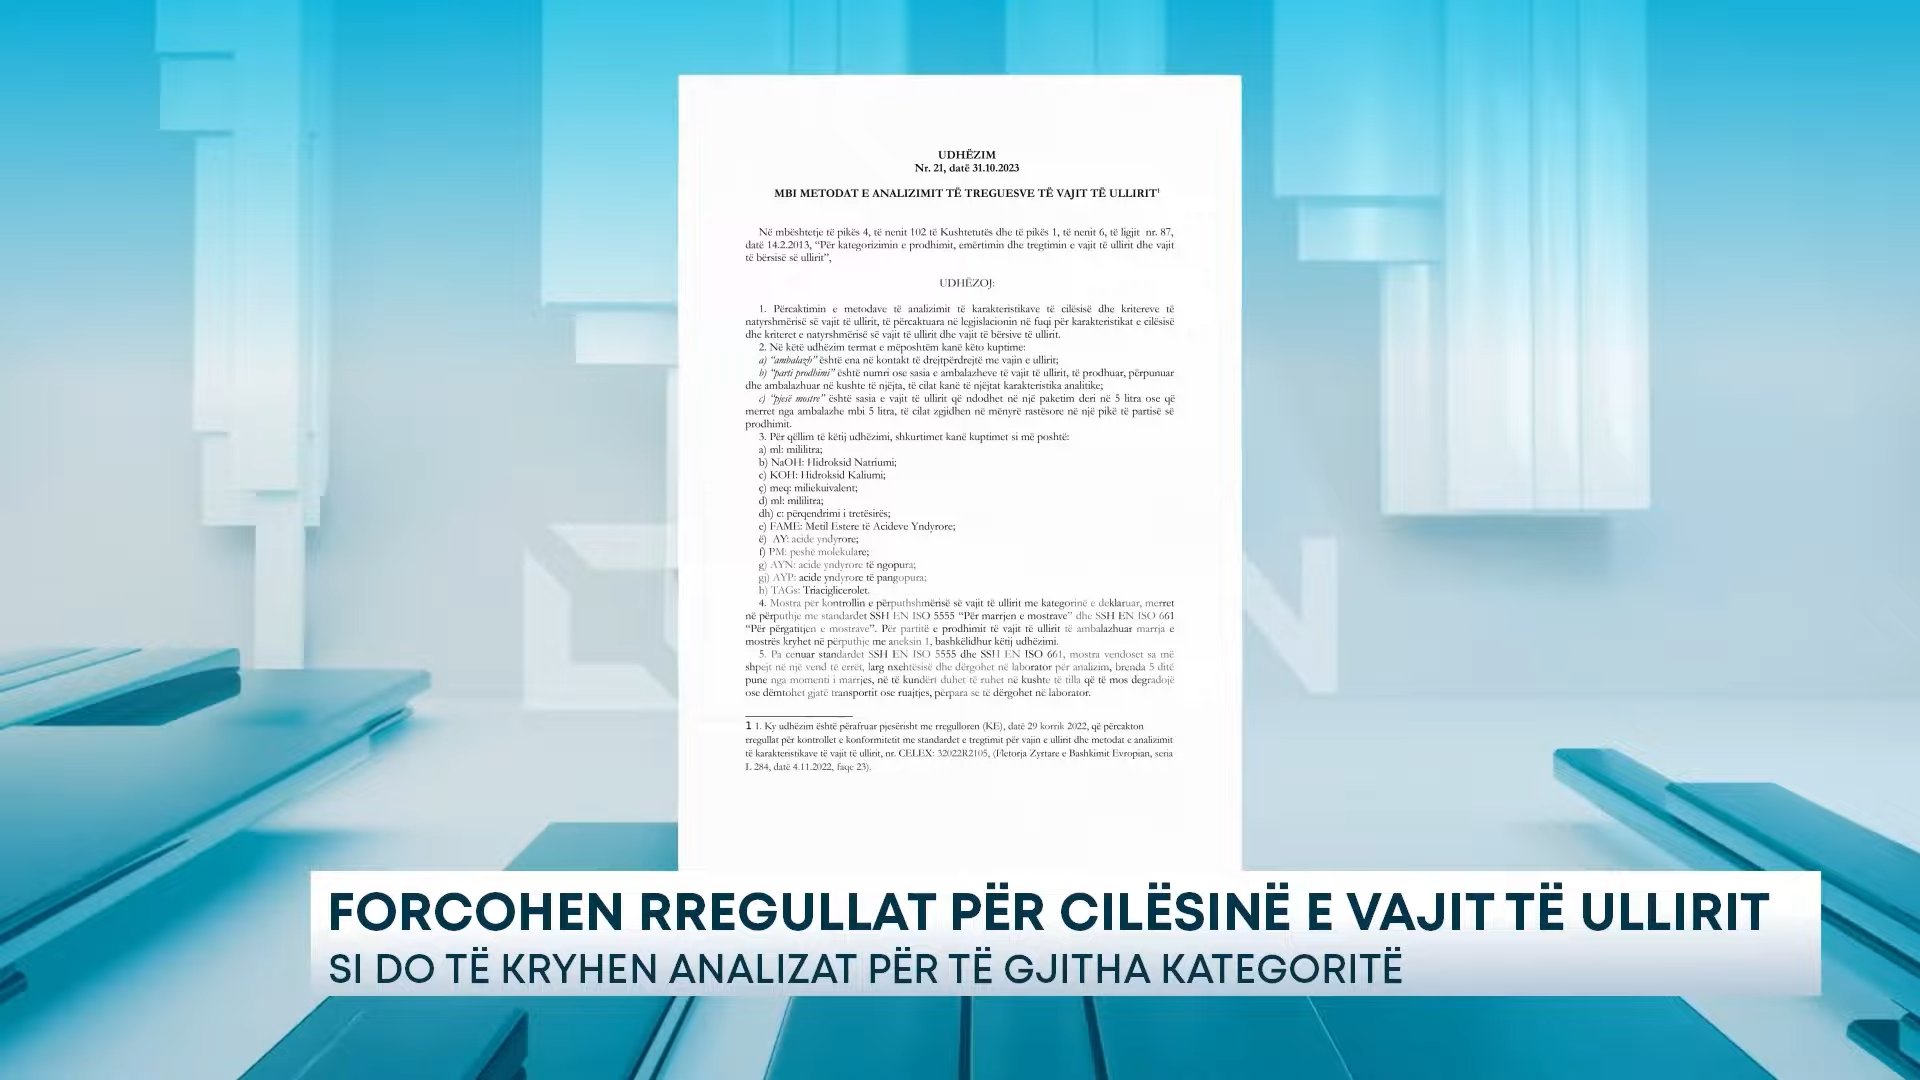 UDHËZIM
Nr. 21, datë 31.10.2023
MBI METODAT E ANALIZIMIT TË TREGUESVE TË VAJIT TË ULLIRIT¹
Në mbështetje të pikës 4, të nenit 102 të Kushtetutës dhe të pikës 1, të nenit 6, të ligjit nr. 87,
datë 14.2.2013, “Për kategorizimin e prodhimit, emërtimin dhe tregtimin e vajit të ullirit dhe vajit
të bërsisë së ullirit”,
UDHËZOJ:
1. Përcaktimin e metodave të analizimit të karakteristikave të cilësisë dhe kritereve të
natyrshmërisë së vajit të ullirit, të përcaktuara në legjislacionin në fuqi për karakteristikat e cilësisë
dhe kriteret e natyrshmërisë së vajit të ullirit dhe vajit të bërsive të ullirit.
2. Në këtë udhëzim termat e mëposhtëm kanë këto kuptime:
a) “ambalazh” është ena në kontakt të drejtpërdrejtë me vajin e ullirit;
b) “parti prodhimi” është numri ose sasia e ambalazheve të vajit të ullirit, të prodhuar, përpunuar
dhe ambalazhuar në kushte të njëjta, të cilat kanë të njëjtat karakteristika analitike;
c) “pjesë mostre” është sasia e vajit të ullirit që ndodhet në një paketim deri në 5 litra ose që
merret nga ambalazhe mbi 5 litra, të cilat zgjidhen në mënyrë rastësore në një pikë të partisë së
prodhimit.
3. Për qëllim të këtij udhëzimi, shkurtimet kanë kuptimet si më poshtë:
a) ml: mililitra;
b) NaOH: Hidroksid Natriumi;
c) KOH: Hidroksid Kaliumi;
ç) meq: miliekuivalent;
d) ml: mililitra;
dh) c: përqendrimi i tretësirës;
e) FAME: Metil Estere të Acideve Yndyrore;
ë) AY: acide yndyrore;
f) PM: peshë molekulare;
g) AYN: acide yndyrore të ngopura;
gj) AYP: acide yndyrore të pangopura;
h) TAGs: Triaciglicerolet.
4. Mostra për kontrollin e përputhshmërisë së vajit të ullirit me kategorinë e deklaruar, merret
në përputhje me standardet SSH EN ISO 5555 “Për marrjen e mostrave” dhe SSH EN ISO 661
“Për përgatitjen e mostrave”. Për partitë e prodhimit të vajit të ullirit të ambalazhuar marrja e
mostrës kryhet në përputhje me aneksin 1, bashkëlidhur këtij udhëzimi.
5. Pa cenuar standardet SSH EN ISO 5555 dhe SSH EN ISO 661, mostra vendoset sa më
shpejt në një vend të errët, larg nxehtësisë dhe dërgohet në laborator për analizim, brenda 5 ditë
pune nga momenti i marrjes, në të kundërt duhet të ruhet në kushte të tilla që të mos degradojë
ose dëmtohet gjatë transportit ose ruajtjes, përpara se të dërgohet në laborator.
1 1. Ky udhëzim është përafruar pjesërisht me rregulloren (KE), datë 29 korrik 2022, që përcakton
rregullat për kontrollet e konformitetit me standardet e tregtimit për vajin e ullirit dhe metodat e analizimit
të karakteristikave të vajit të ullirit, nr. CELEX: 32022R2105, (Fletorja Zyrtare e Bashkimit Evropian, seria
L 284, datë 4.11.2022, faqe 23).
FORCOHEN RREGULLAT PËR CILËSINË E VAJIT TË ULLIRIT
SI DO TË KRYHEN ANALIZAT PËR TË GJITHA KATEGORITË